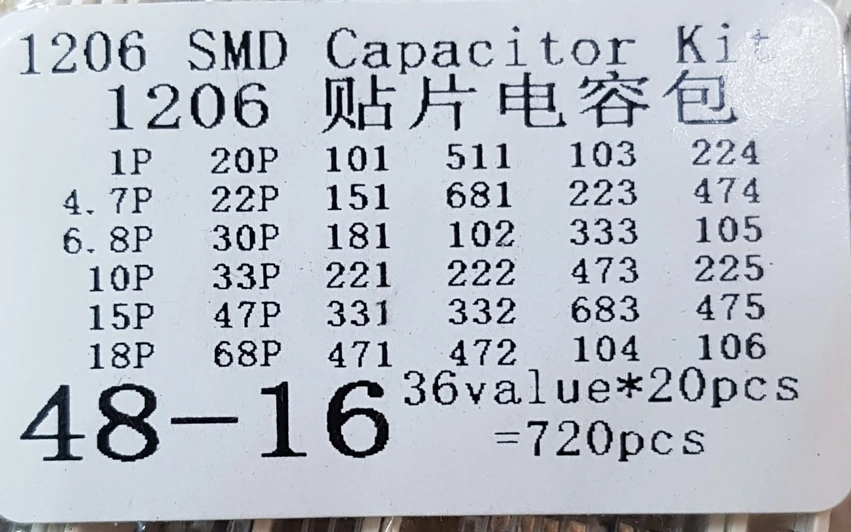 1206 SMD Capacitor Kit
1206 贴片电容包
1P 20P 101 511 103 224
4.7P 22P 151 681 223 474
6.8P 30P 181 102 333 105
10P 33P 221 222 473 225
15P 47P 331 332 683 475
18P 68P 471 472 104 106
48-16 36value*20pcs
=720pcs